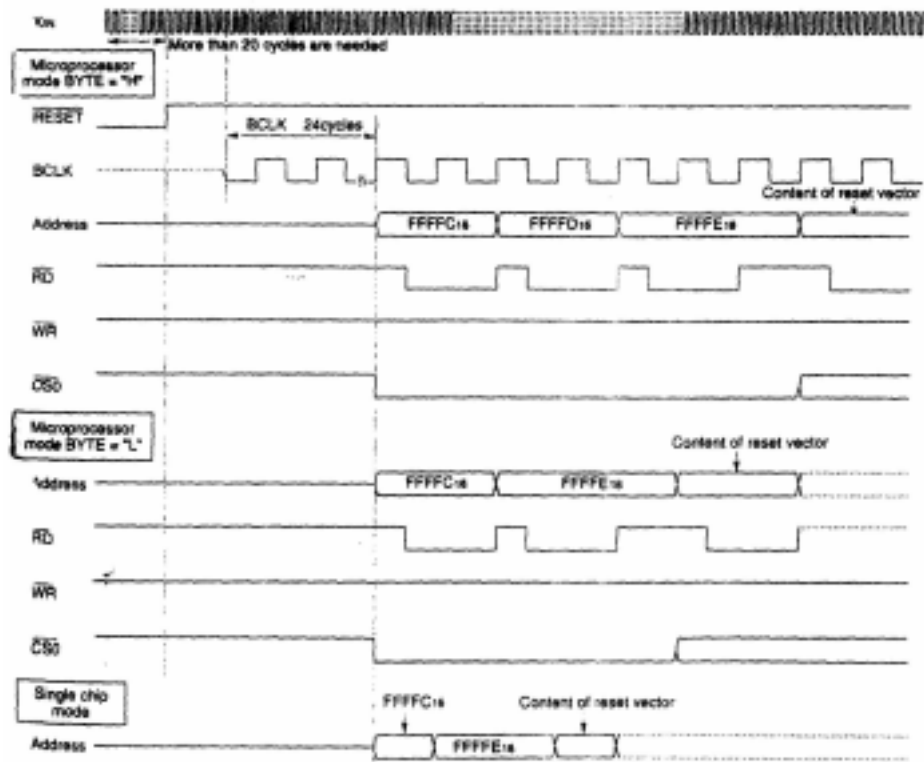 XIN
More than 20 cycles are needed
Microprocessor
mode BYTE = "H"
RESET
BCLK 24cycles
BCLK
Content of reset vector
Address
FFFFC16
FFFFD16
FFFFE16
RD
WR
CS0
Microprocessor
mode BYTE = "L"
Content of reset vector
Address
FFFFC16
FFFFE16
RD
WR
CS0
Single chip
mode
FFFFC16
Content of reset vector
Address
FFFFE16